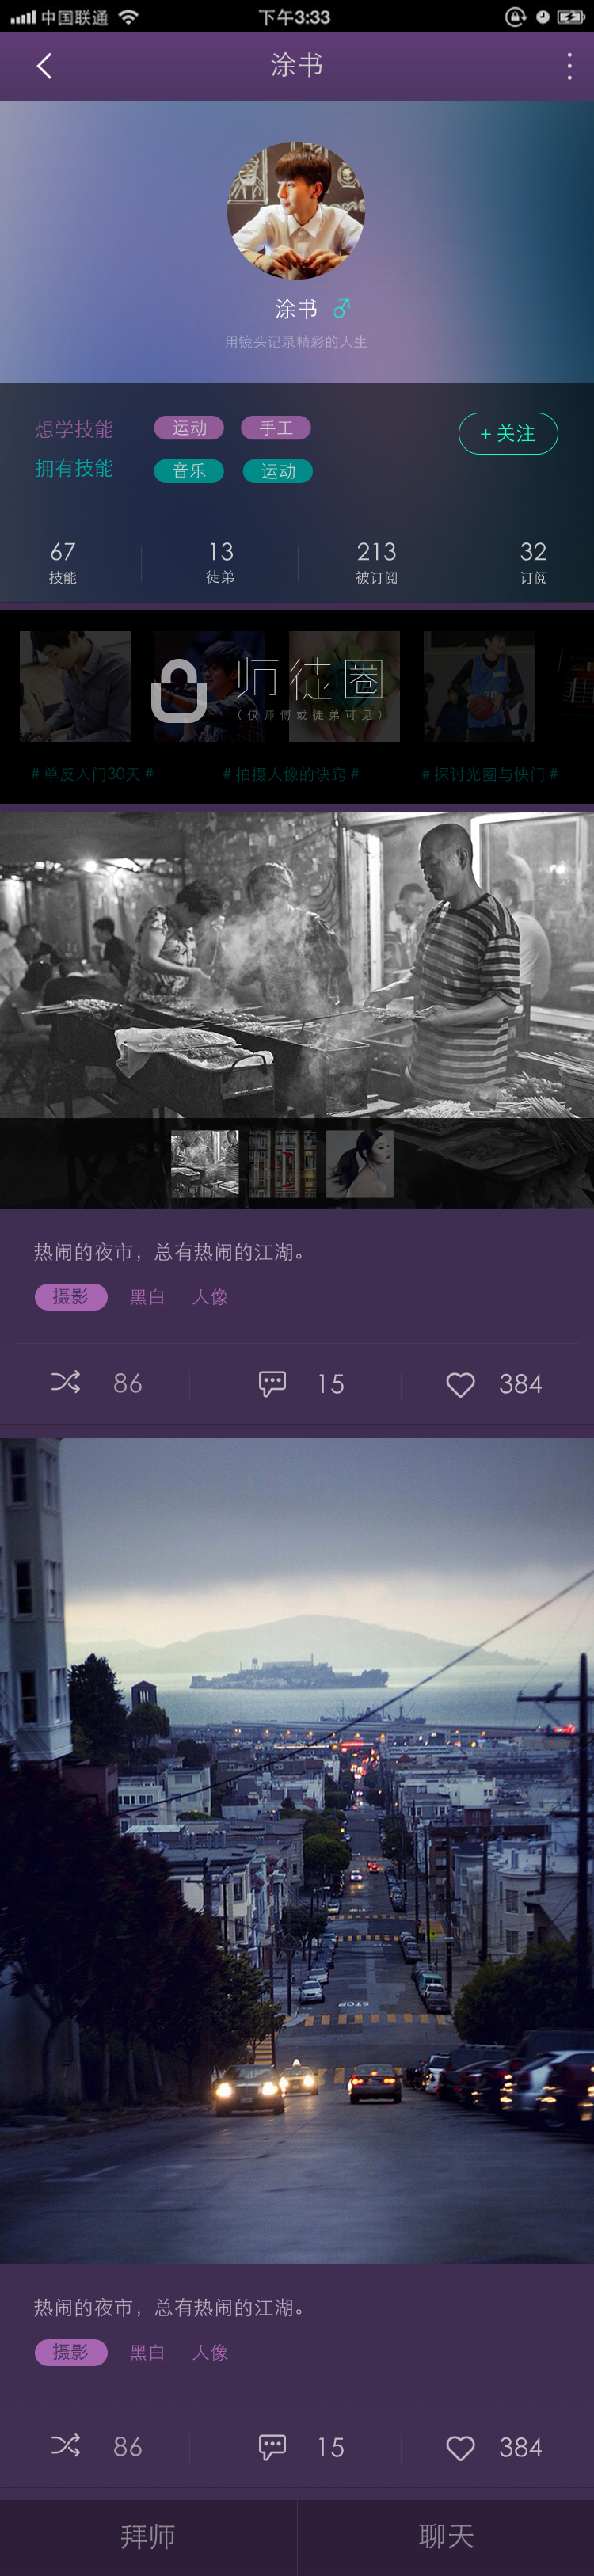 中国联通 下午3:33
涂书
涂书
用镜头记录精彩的人生
想学技能 运动 手工 + 关注
拥有技能 音乐 运动
67 13 213 32
技能 徒弟 被订阅 订阅
师徒圈
（仅师傅或徒弟可见）
# 单反入门30天 # # 拍摄人像的诀窍 # # 探讨光圈与快门 #
热闹的夜市，总有热闹的江湖。
摄影 黑白 人像
86 15 384
STOP
热闹的夜市，总有热闹的江湖。
摄影 黑白 人像
86 15 384
拜师 聊天